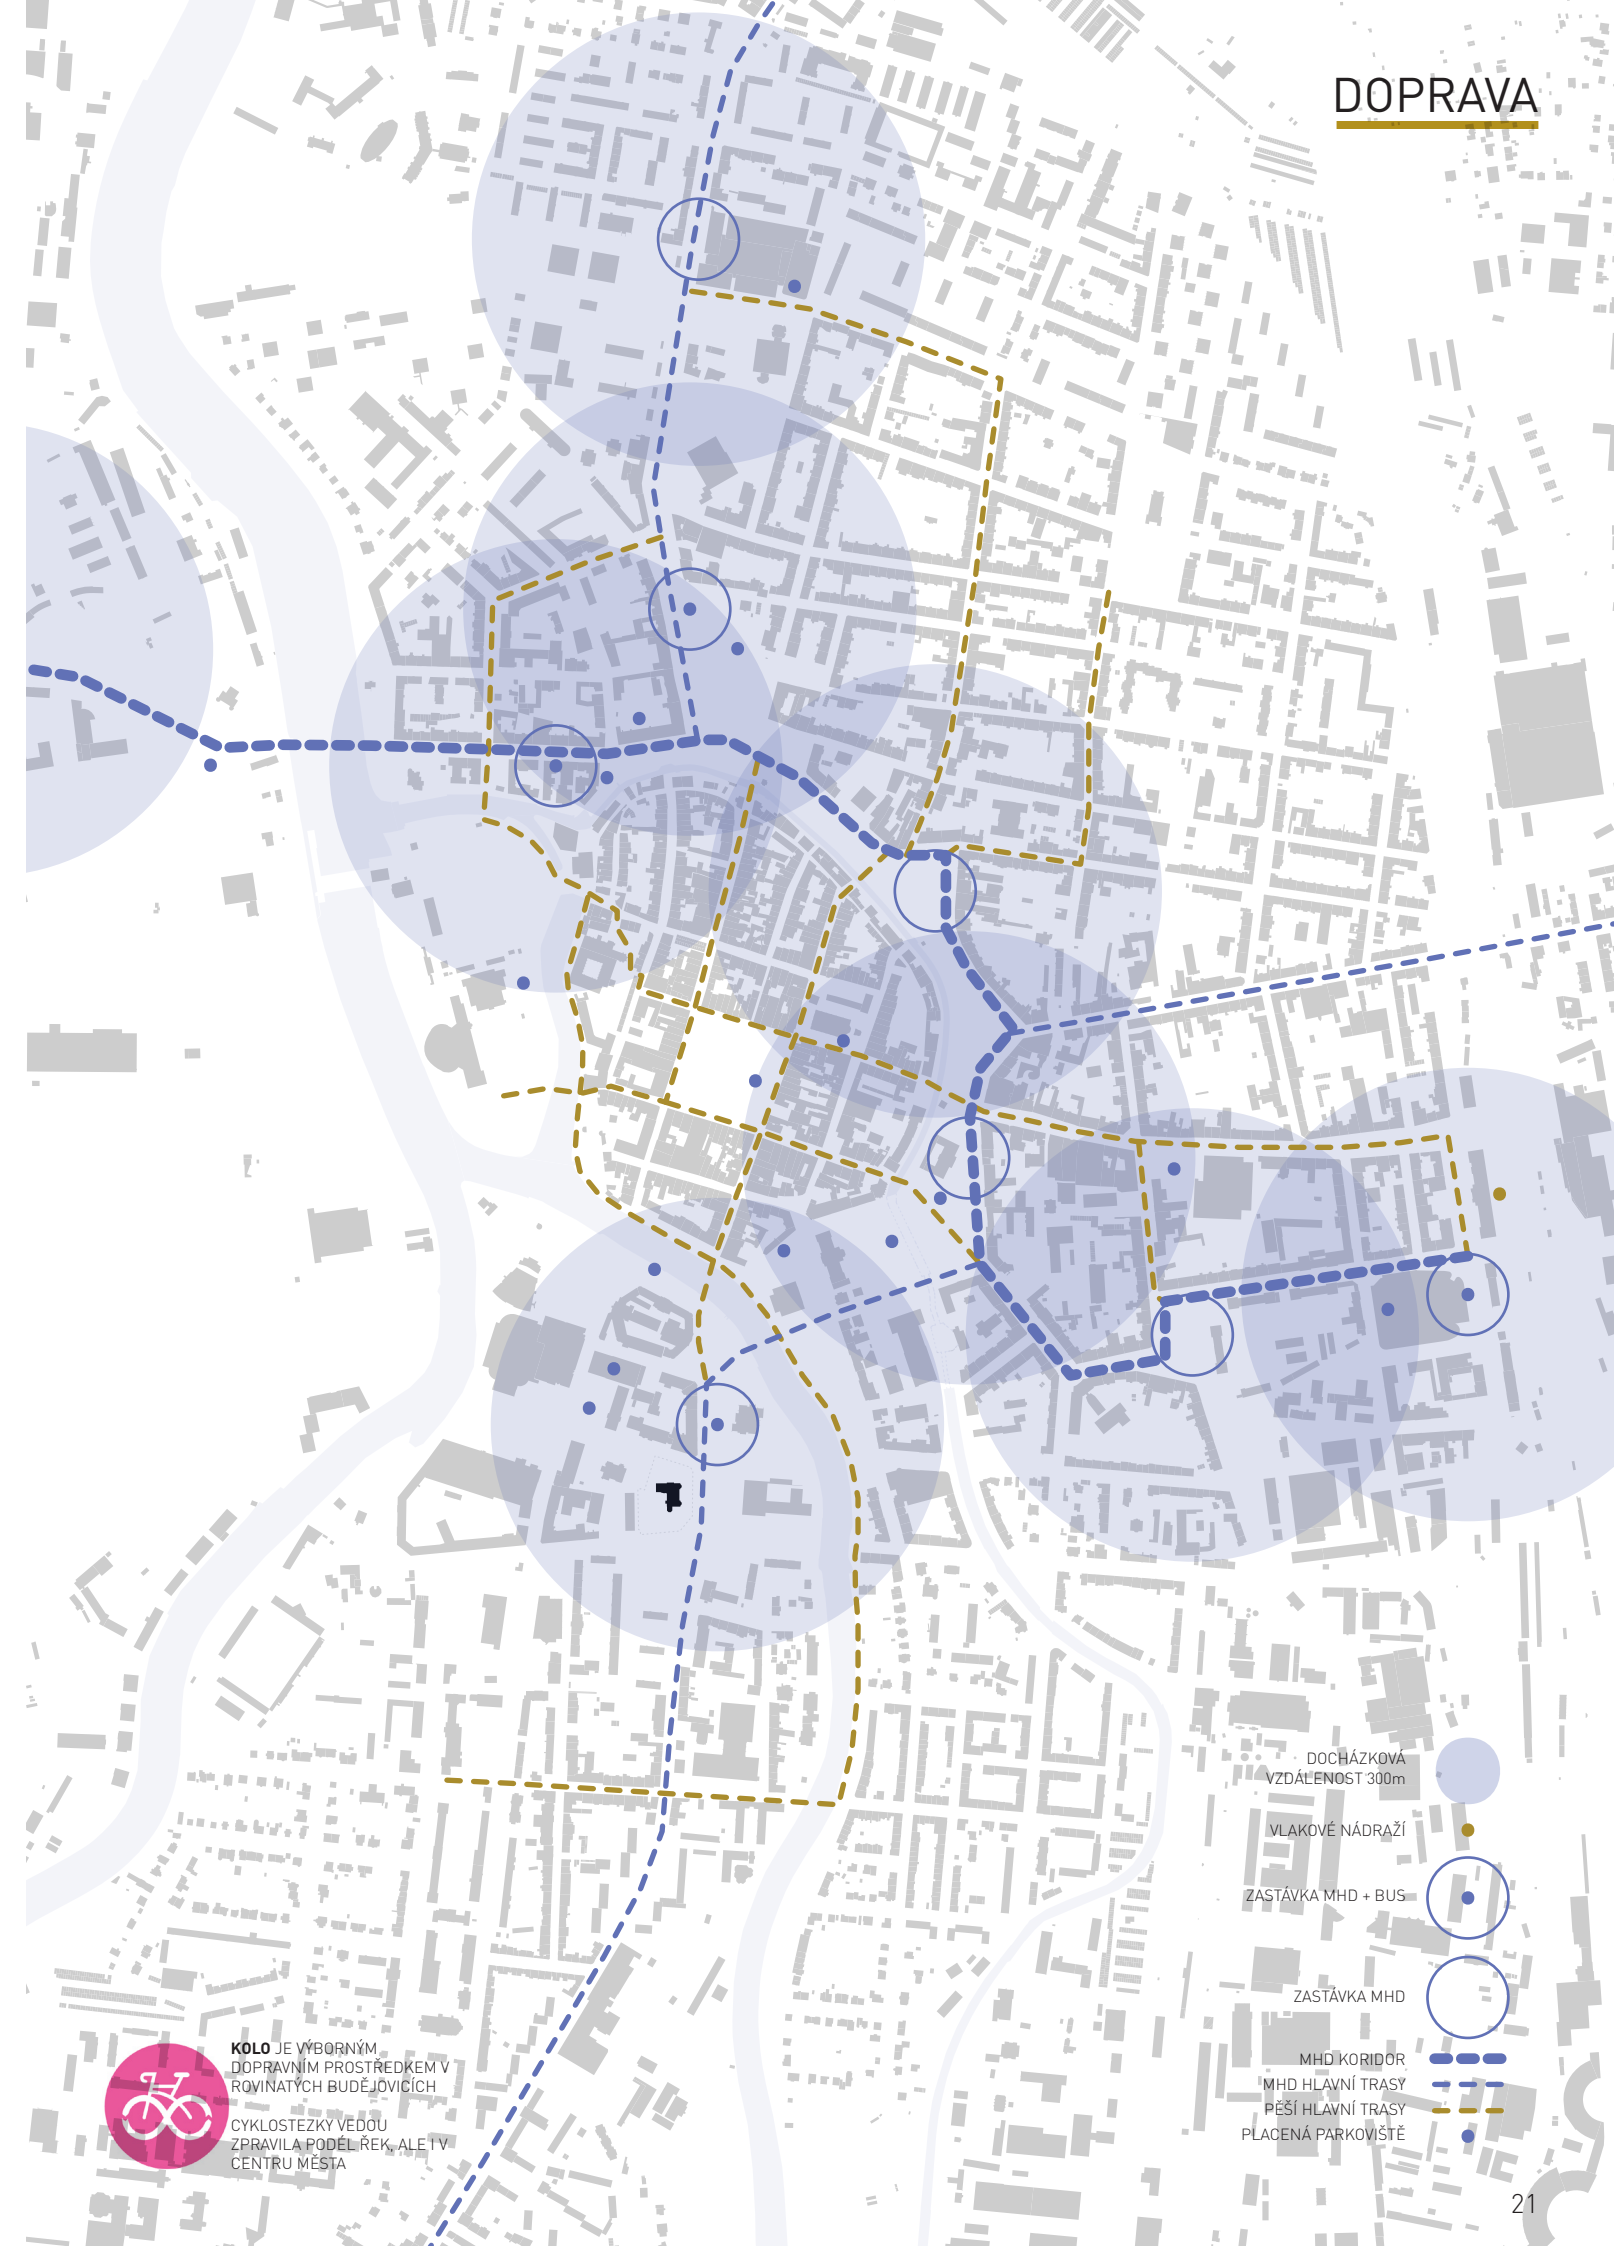 DOPRAVA
DOCHÁZKOVÁ
VZDÁLENOST 300m
VLAKOVÉ NÁDRAŽÍ
ZASTÁVKA MHD + BUS
ZASTÁVKA MHD
MHD KORIDOR
MHD HLAVNÍ TRASY
PĚŠÍ HLAVNÍ TRASY
PLACENÁ PARKOVIŠTĚ
KOLO JE VÝBORNÝM
DOPRAVNÍM PROSTŘEDKEM V
ROVINATÝCH BUDĚJOVICÍCH
CYKLOSTEZKY VEDOU
ZPRAVILA PODÉL ŘEK, ALE I V
CENTRU MĚSTA
21